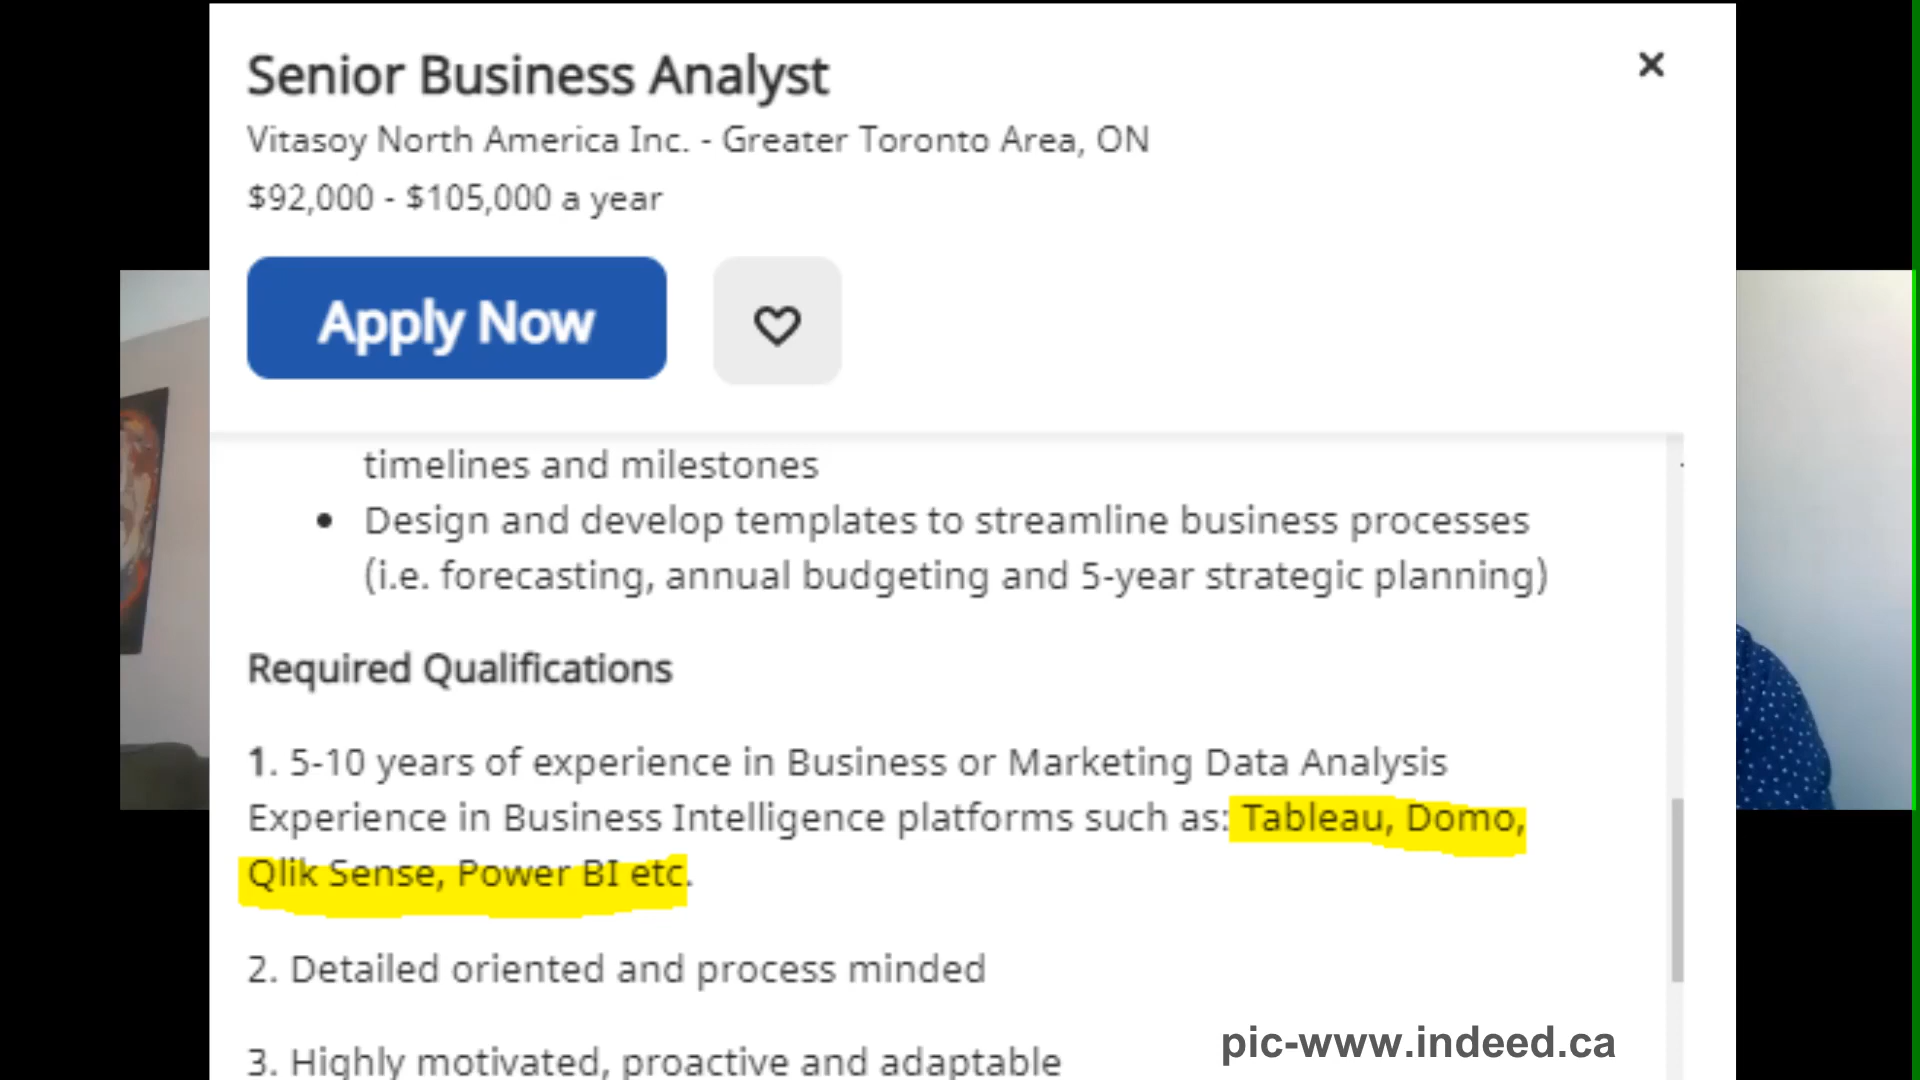 Senior Business Analyst
Vitasoy North America Inc. - Greater Toronto Area, ON
$92,000 - $105,000 a year
Apply Now
timelines and milestones
• Design and develop templates to streamline business processes
(i.e. forecasting, annual budgeting and 5-year strategic planning)
Required Qualifications
1. 5-10 years of experience in Business or Marketing Data Analysis
Experience in Business Intelligence platforms such as: Tableau, Domo,
Qlik Sense, Power BI etc.
2. Detailed oriented and process minded
3. Highly motivated, proactive and adaptable
pic-www.indeed.ca